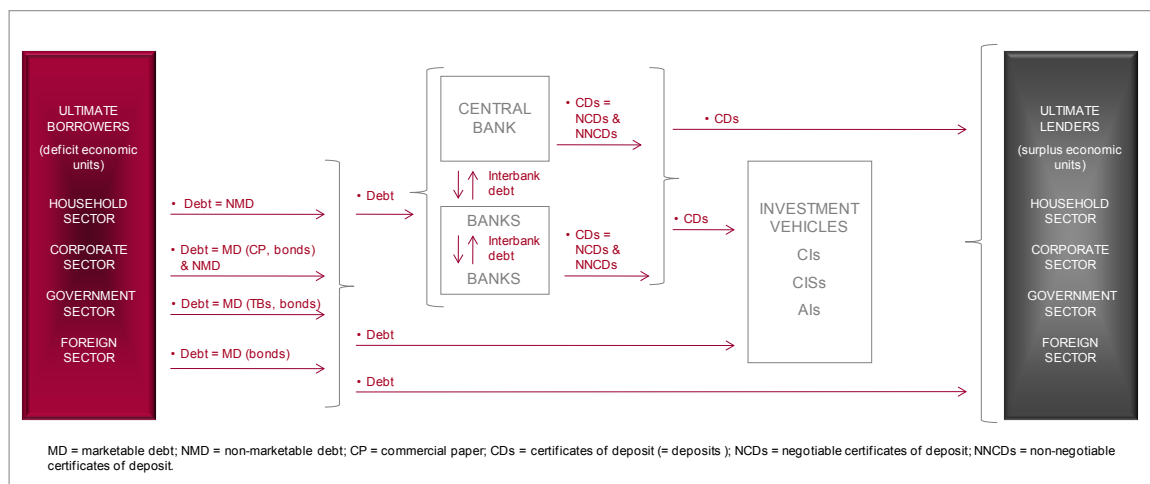 ULTIMATE
BORROWERS
(deficit economic
units)
HOUSEHOLD
SECTOR
CORPORATE
SECTOR
GOVERNMENT
SECTOR
FOREIGN
SECTOR
• Debt = NMD
• Debt = MD (CP, bonds)
& NMD
• Debt = MD (TBs, bonds)
• Debt = MD (bonds)
• Debt
• Debt
• Debt
CENTRAL
BANK
Interbank
debt
BANKS
Interbank
debt
BANKS
• CDs =
NCDs &
NNCDs
• CDs =
NCDs &
NNCDs
• CDs
• CDs
INVESTMENT
VEHICLES
CIs
CISs
AIs
ULTIMATE
LENDERS
(surplus economic
units)
HOUSEHOLD
SECTOR
CORPORATE
SECTOR
GOVERNMENT
SECTOR
FOREIGN
SECTOR
MD = marketable debt; NMD = non-marketable debt; CP = commercial paper; CDs = certificates of deposit (= deposits ); NCDs = negotiable certificates of deposit; NNCDs = non-negotiable
certificates of deposit.